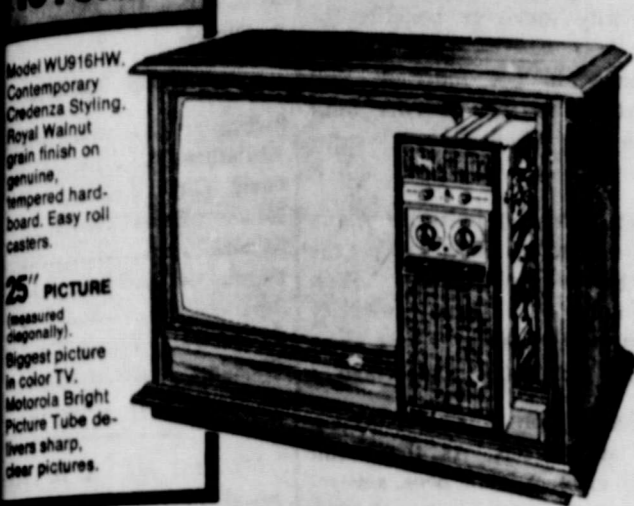 Model WU916HW.
Contemporary
Credenza Styling.
Royal Walnut
grain finish on
genuine,
tempered hard-
board. Easy roll
casters.
25" PICTURE
(measured
diagonally).
Biggest picture
in color TV.
Motorola Bright
Picture Tube de-
livers sharp,
clear pictures.